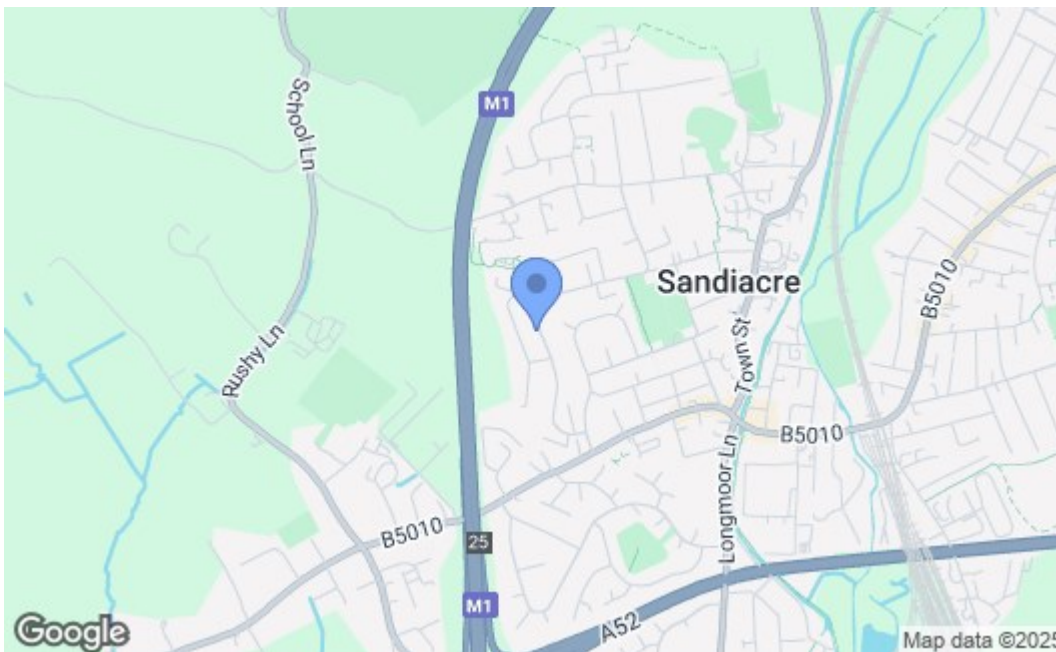 M1
School Ln
Sandiacre
B5010
Rushy Ln
Town St
B5010
Longmoor Ln
B5010
25
M1
A52
Google
Map data ©2025